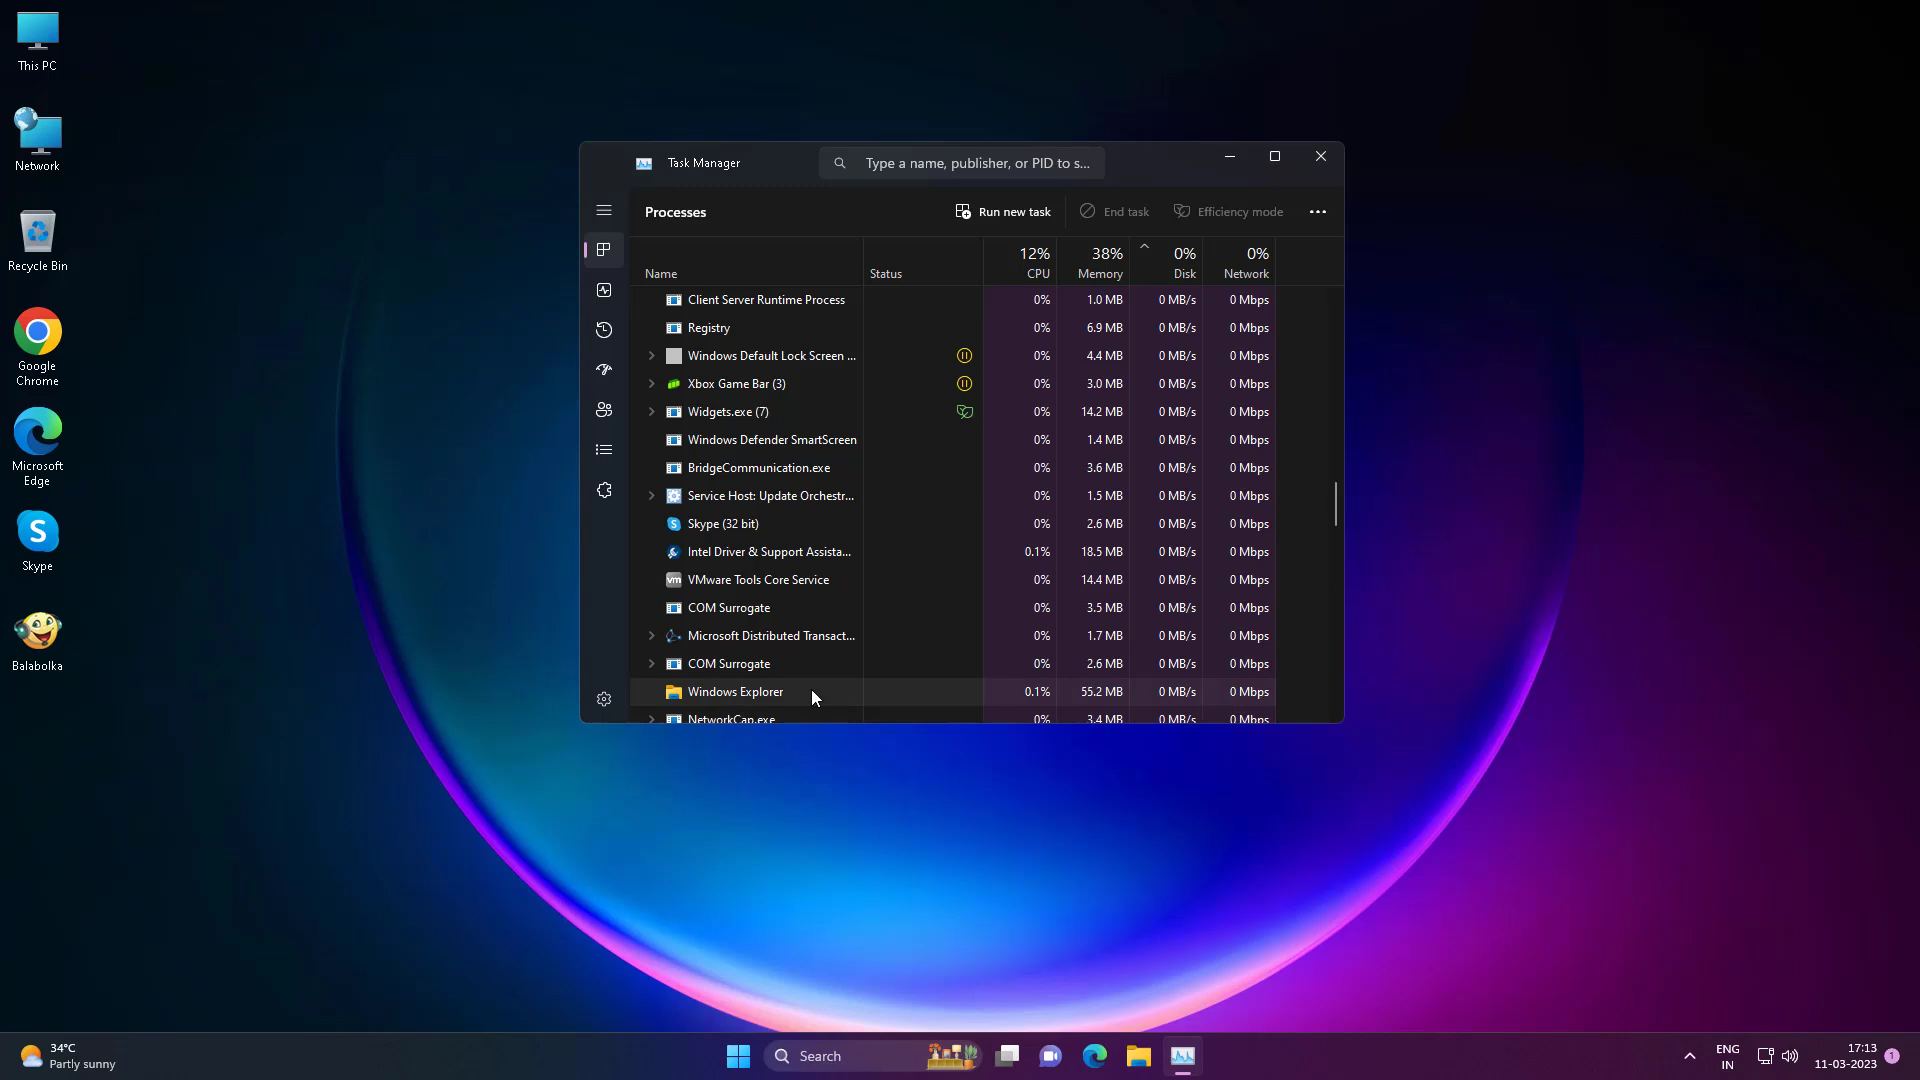 This PC
Network
Recycle Bin
Google
Chrome
Microsoft
Edge
Skype
Balabolka
Task Manager
Type a name, publisher, or PID to s...
Processes
Run new task
End task
Efficiency mode
12% 38% 0% 0%
Name Status CPU Memory Disk Network
Client Server Runtime Process 0% 1.0 MB 0 MB/s 0 Mbps
Registry 0% 6.9 MB 0 MB/s 0 Mbps
Windows Default Lock Screen ... 0% 4.4 MB 0 MB/s 0 Mbps
Xbox Game Bar (3) 0% 3.0 MB 0 MB/s 0 Mbps
Widgets.exe (7) 0% 14.2 MB 0 MB/s 0 Mbps
Windows Defender SmartScreen 0% 1.4 MB 0 MB/s 0 Mbps
BridgeCommunication.exe 0% 3.6 MB 0 MB/s 0 Mbps
Service Host: Update Orchestr... 0% 1.5 MB 0 MB/s 0 Mbps
Skype (32 bit) 0% 2.6 MB 0 MB/s 0 Mbps
Intel Driver & Support Assista... 0.1% 18.5 MB 0 MB/s 0 Mbps
VMware Tools Core Service 0% 14.4 MB 0 MB/s 0 Mbps
COM Surrogate 0% 3.5 MB 0 MB/s 0 Mbps
Microsoft Distributed Transact... 0% 1.7 MB 0 MB/s 0 Mbps
COM Surrogate 0% 2.6 MB 0 MB/s 0 Mbps
Windows Explorer 0.1% 55.2 MB 0 MB/s 0 Mbps
NetworkCap.exe 0% 3.4 MB 0 MB/s 0 Mbps
34°C
Partly sunny
Search
ENG
IN
17:13
11-03-2023
1